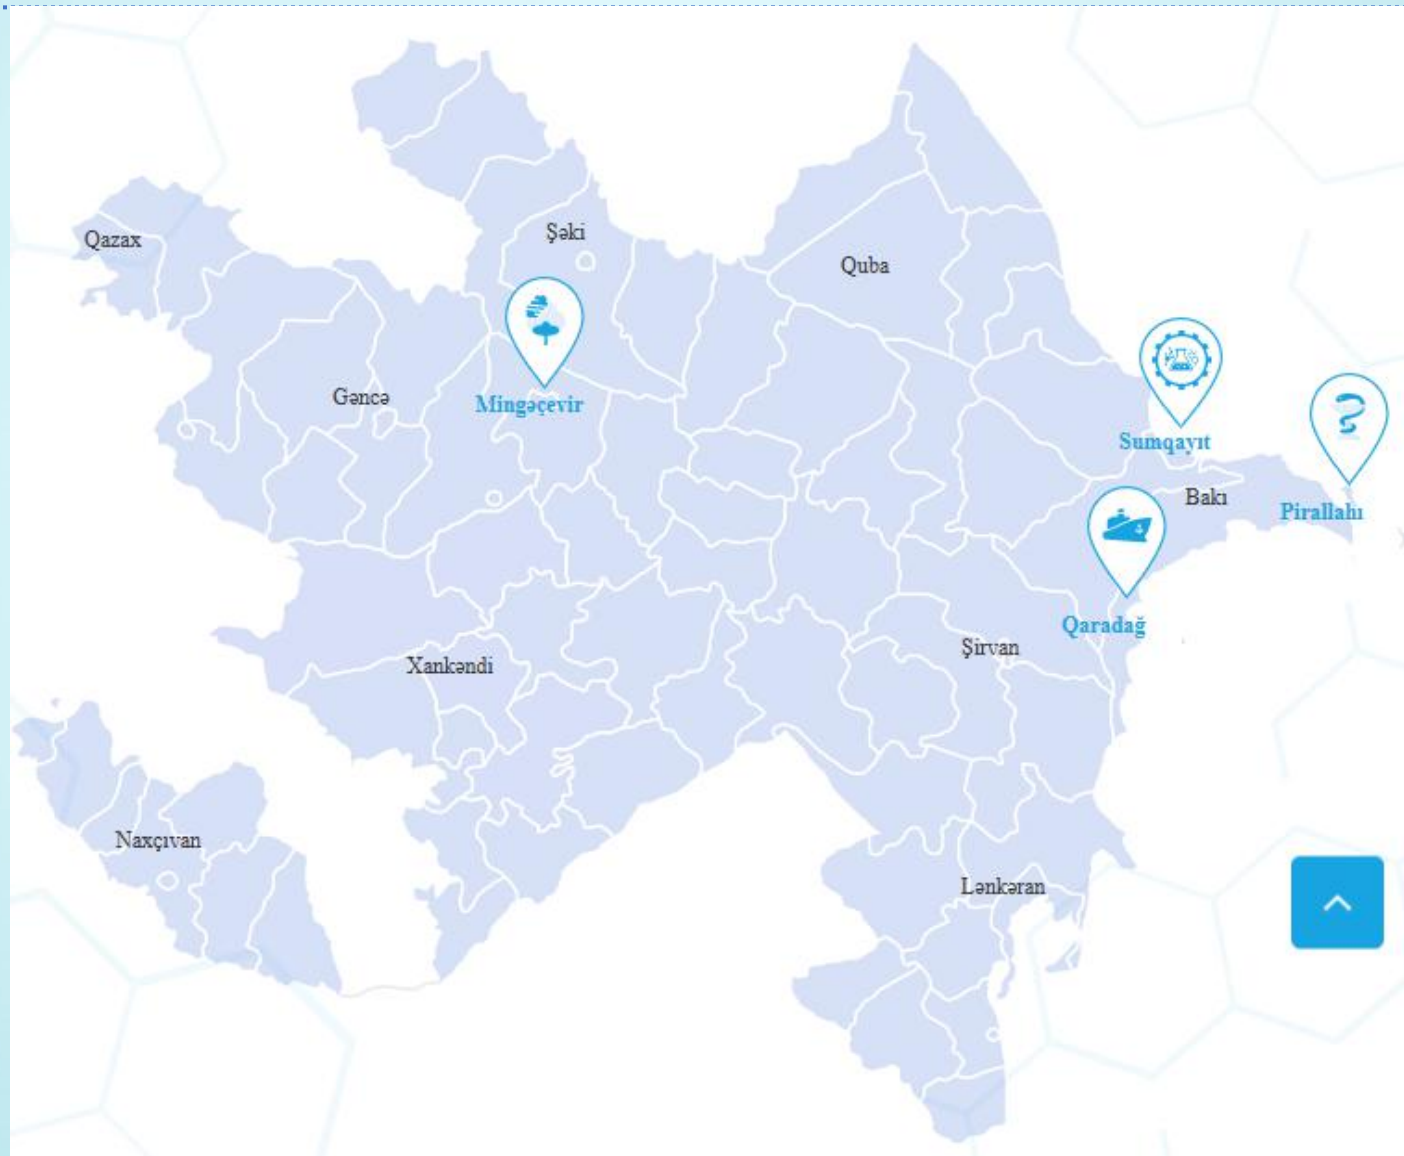 Şəki
Qazax
Quba
Gəncə
Mingəçevir
Sumqayıt
Bakı
Pirallahı
Qaradağ
Şirvan
Xankəndi
Naxçıvan
Lənkəran